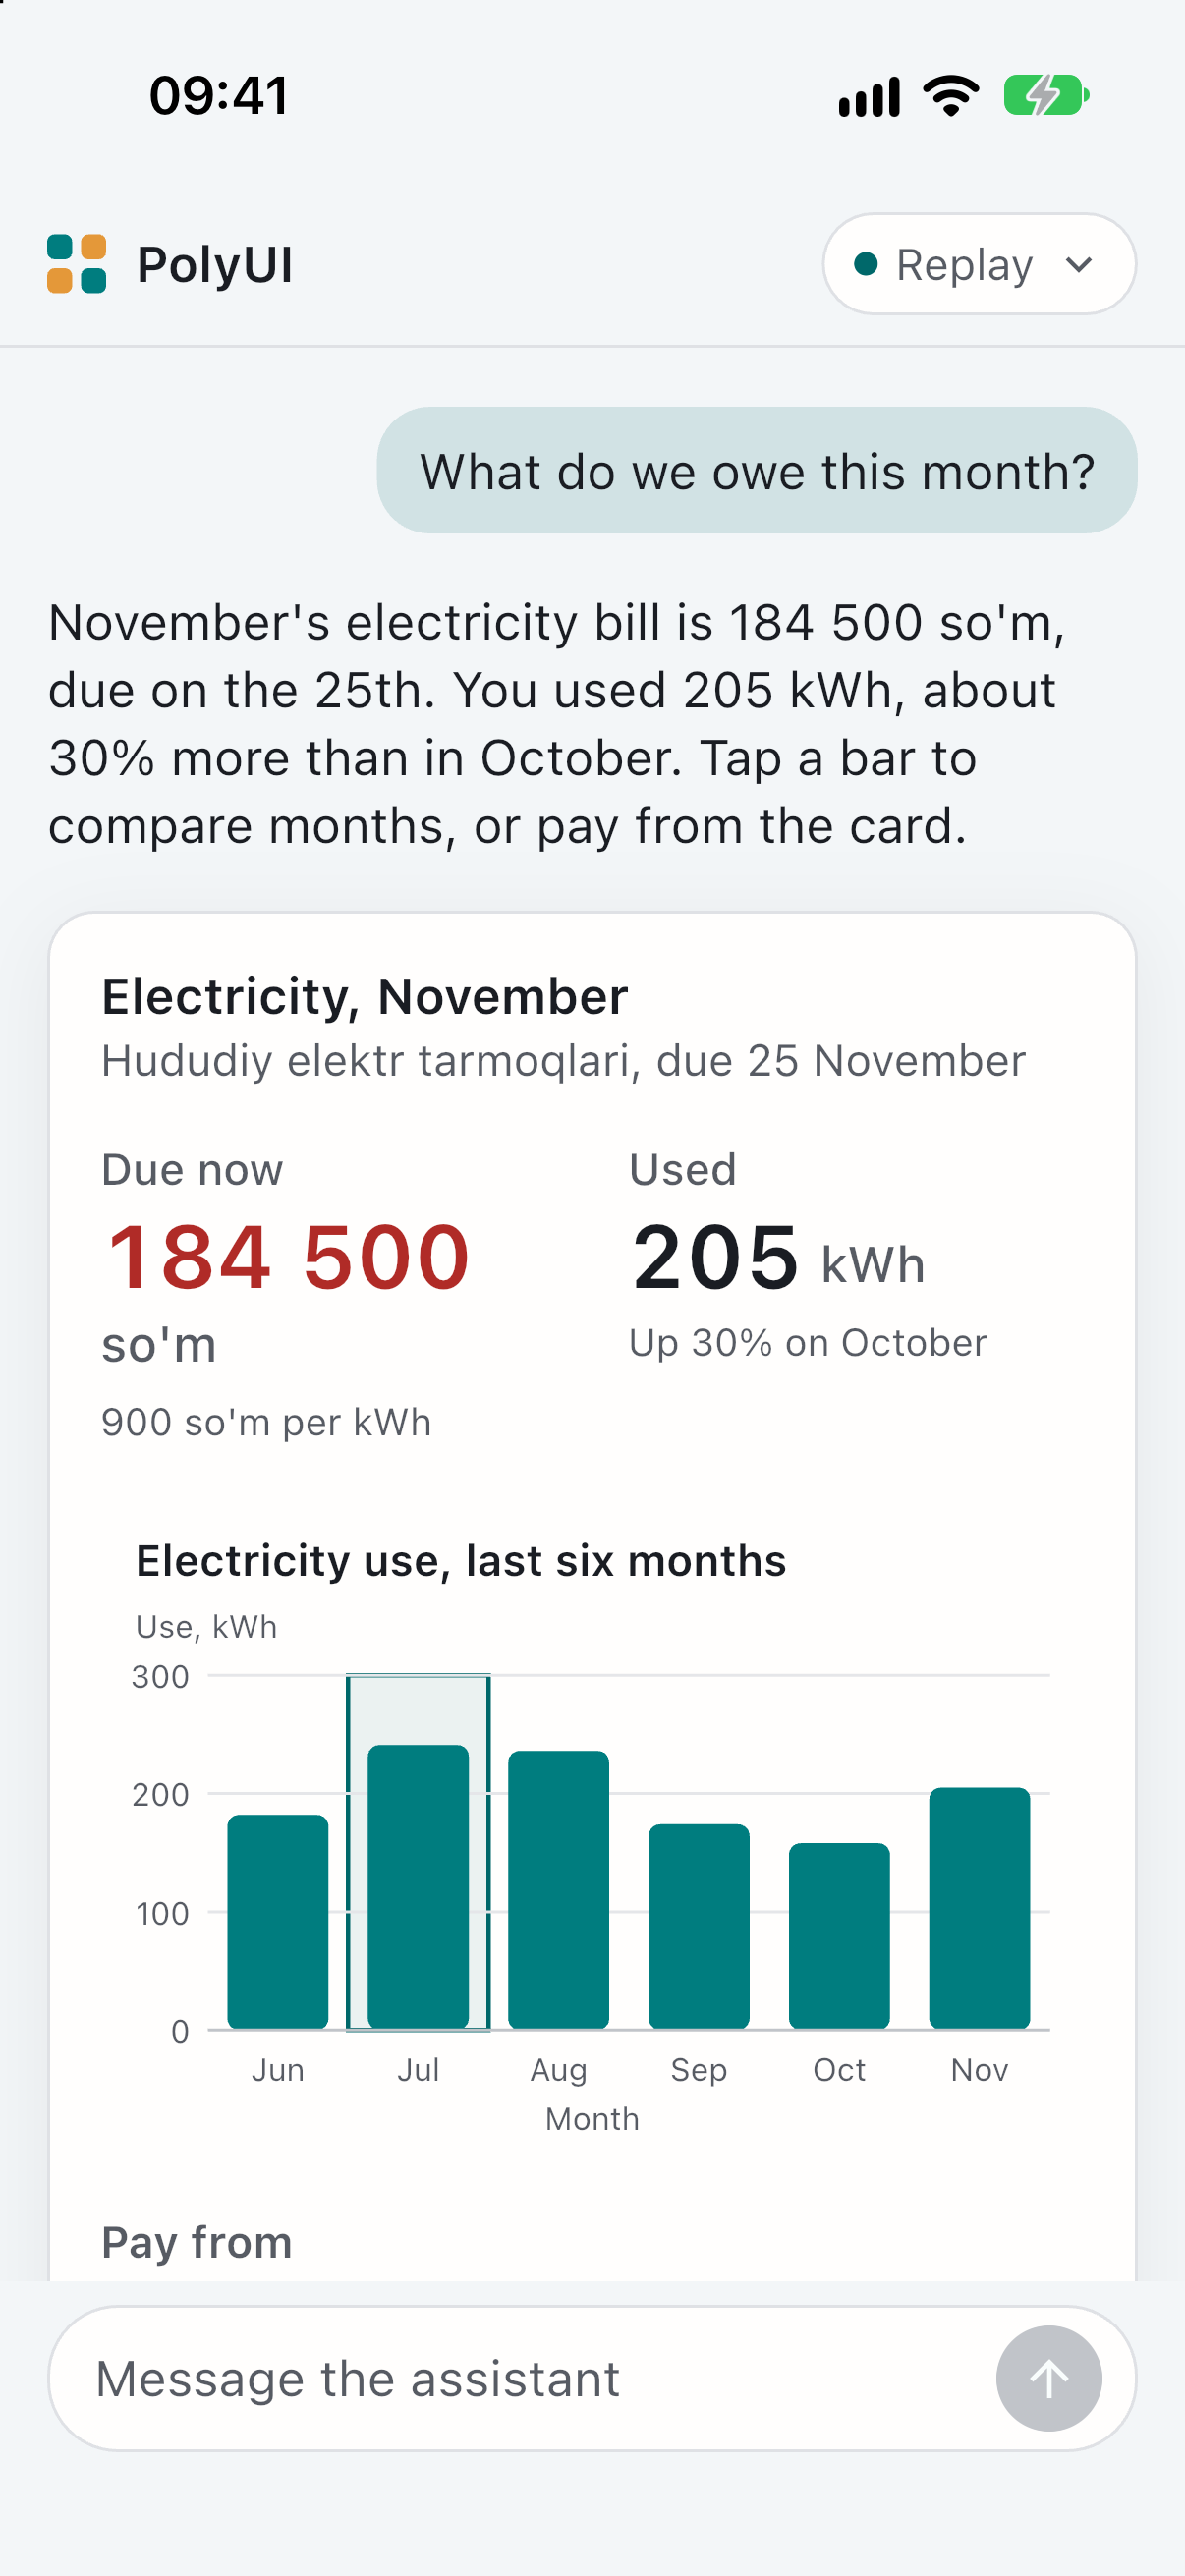 09:41
PolyUI
Replay
What do we owe this month?
November's electricity bill is 184 500 so'm,
due on the 25th. You used 205 kWh, about
30% more than in October. Tap a bar to
compare months, or pay from the card.
Electricity, November
Hududiy elektr tarmoqlari, due 25 November
Due now
184 500
so'm
900 so'm per kWh
Used
205 kWh
Up 30% on October
Electricity use, last six months
Use, kWh
300
200
100
0
Jun Jul Aug Sep Oct Nov
Month
Pay from
Message the assistant